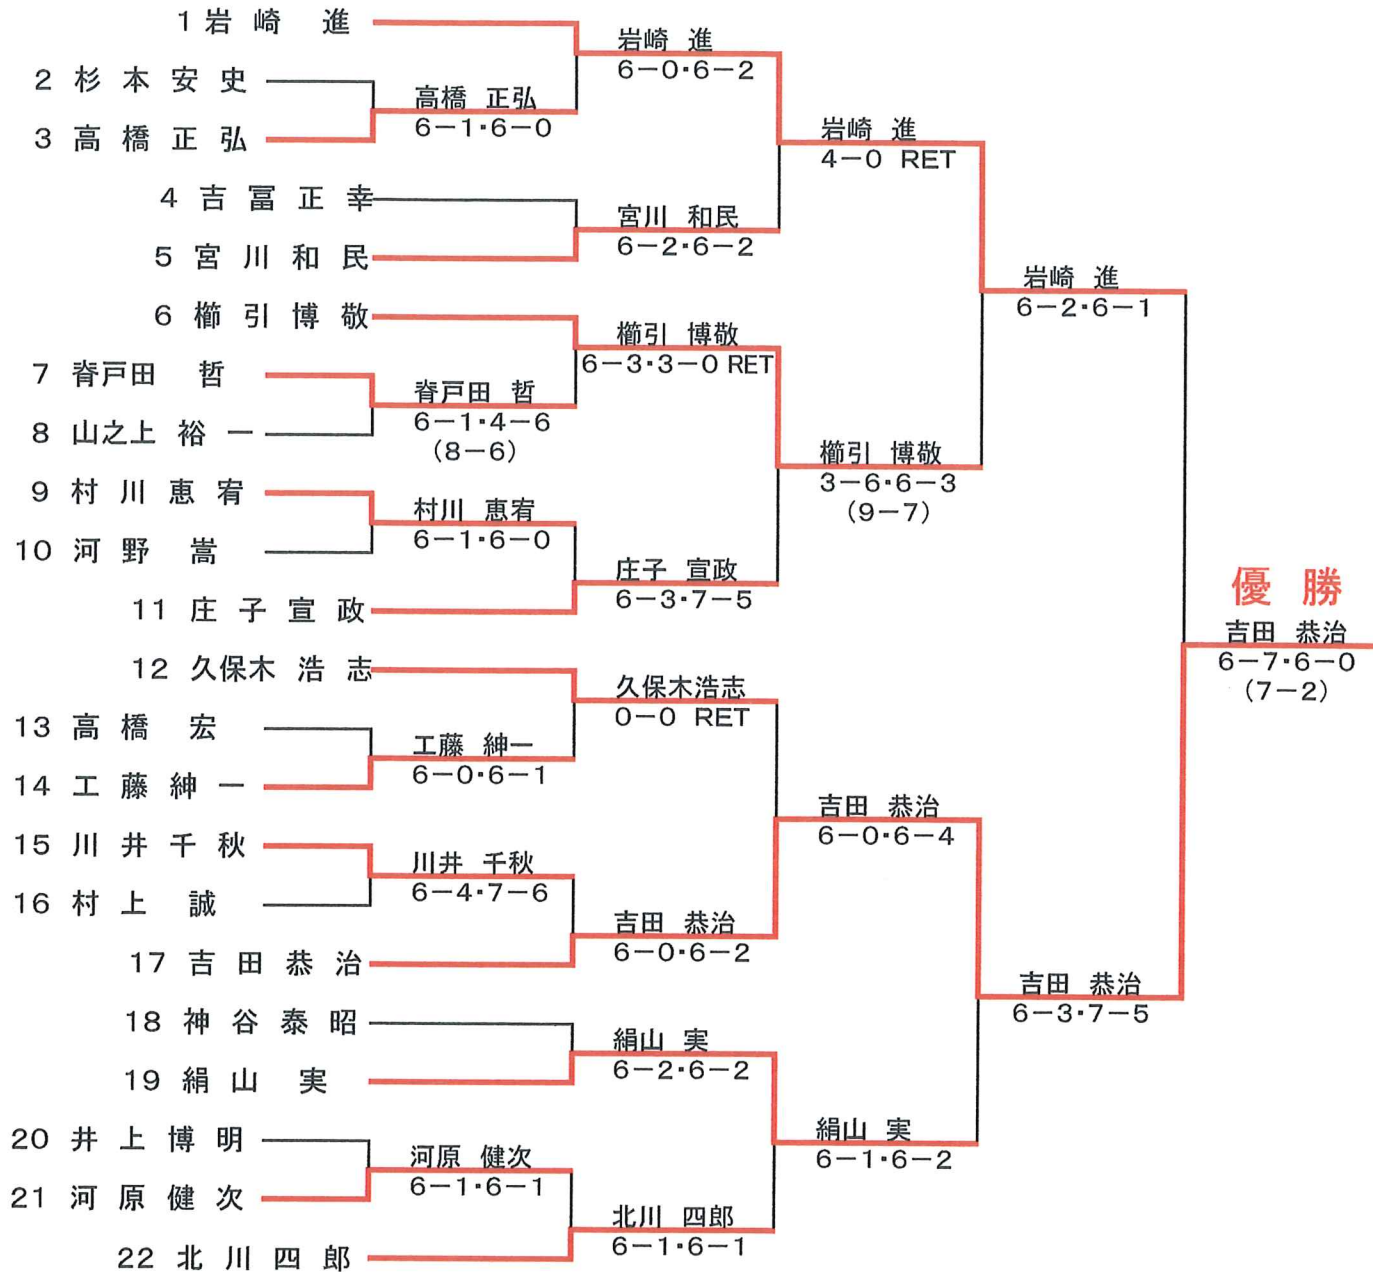 1 岩崎 進
2 杉本安史
3 高橋正弘
4 吉冨正幸
5 宮川和民
6 櫛引博敬
7 脊戸田 哲
8 山之上裕一
9 村川恵宥
10 河野 嵩
11 庄子宣政
12 久保木浩志
13 高橋 宏
14 工藤紳一
15 川井千秋
16 村上 誠
17 吉田恭治
18 神谷泰昭
19 絹山 実
20 井上博明
21 河原健次
22 北川四郎
高橋 正弘
6-1・6-0
脊戸田 哲
6-1・4-6
(8-6)
村川 恵宥
6-1・6-0
工藤 紳一
6-0・6-1
川井 千秋
6-4・7-6
河原 健次
6-1・6-1
岩崎 進
6-0・6-2
宮川 和民
6-2・6-2
櫛引 博敬
6-3・3-0 RET
庄子 宣政
6-3・7-5
久保木浩志
0-0 RET
吉田 恭治
6-0・6-2
絹山 実
6-2・6-2
北川 四郎
6-1・6-1
岩崎 進
4-0 RET
櫛引 博敬
3-6・6-3
(9-7)
吉田 恭治
6-0・6-4
絹山 実
6-1・6-2
岩崎 進
6-2・6-1
吉田 恭治
6-3・7-5
優勝
吉田 恭治
6-7・6-0
(7-2)